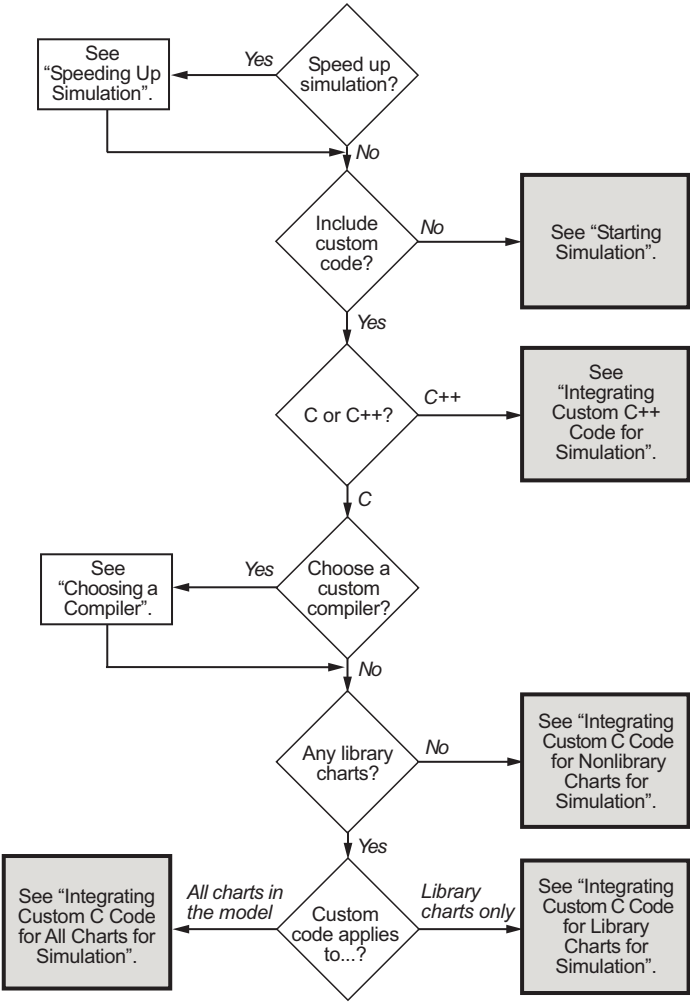 See
“Speeding Up
Simulation”.
Yes
Speed up
simulation?
No
Include
custom
code?
No
See “Starting
Simulation”.
Yes
C or C++?
C++
See
“Integrating
Custom C++
Code for
Simulation”.
C
See
“Choosing a
Compiler”.
Yes
Choose a
custom
compiler?
No
Any library
charts?
No
See “Integrating
Custom C Code
for Nonlibrary
Charts for
Simulation”.
Yes
See “Integrating
Custom C Code
for All Charts for
Simulation”.
All charts in
the model
Custom
code applies
to...?
Library
charts only
See “Integrating
Custom C Code
for Library
Charts for
Simulation”.